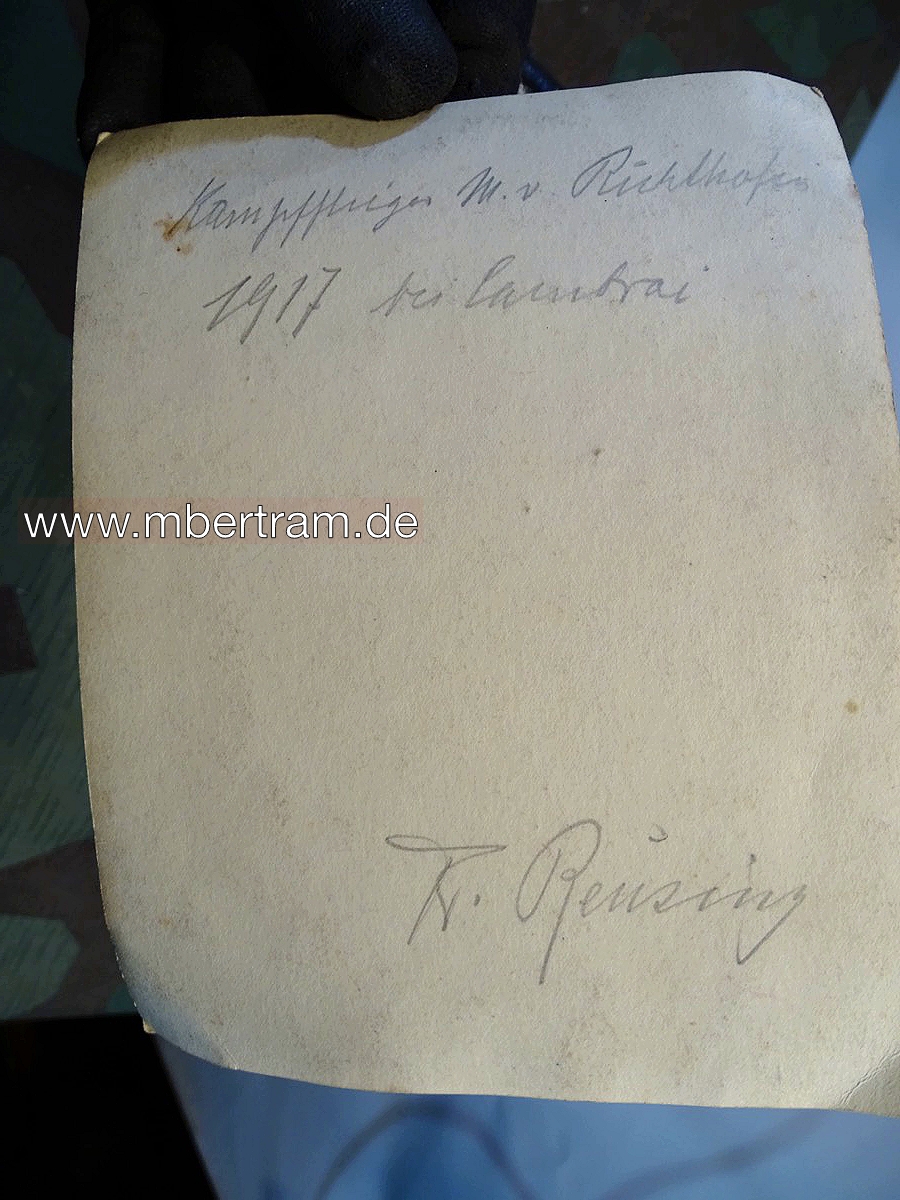 Kampfflieger M. v. Richthofen
1917 bei Cambrai
www.mbertram.de
Fr. Reusing